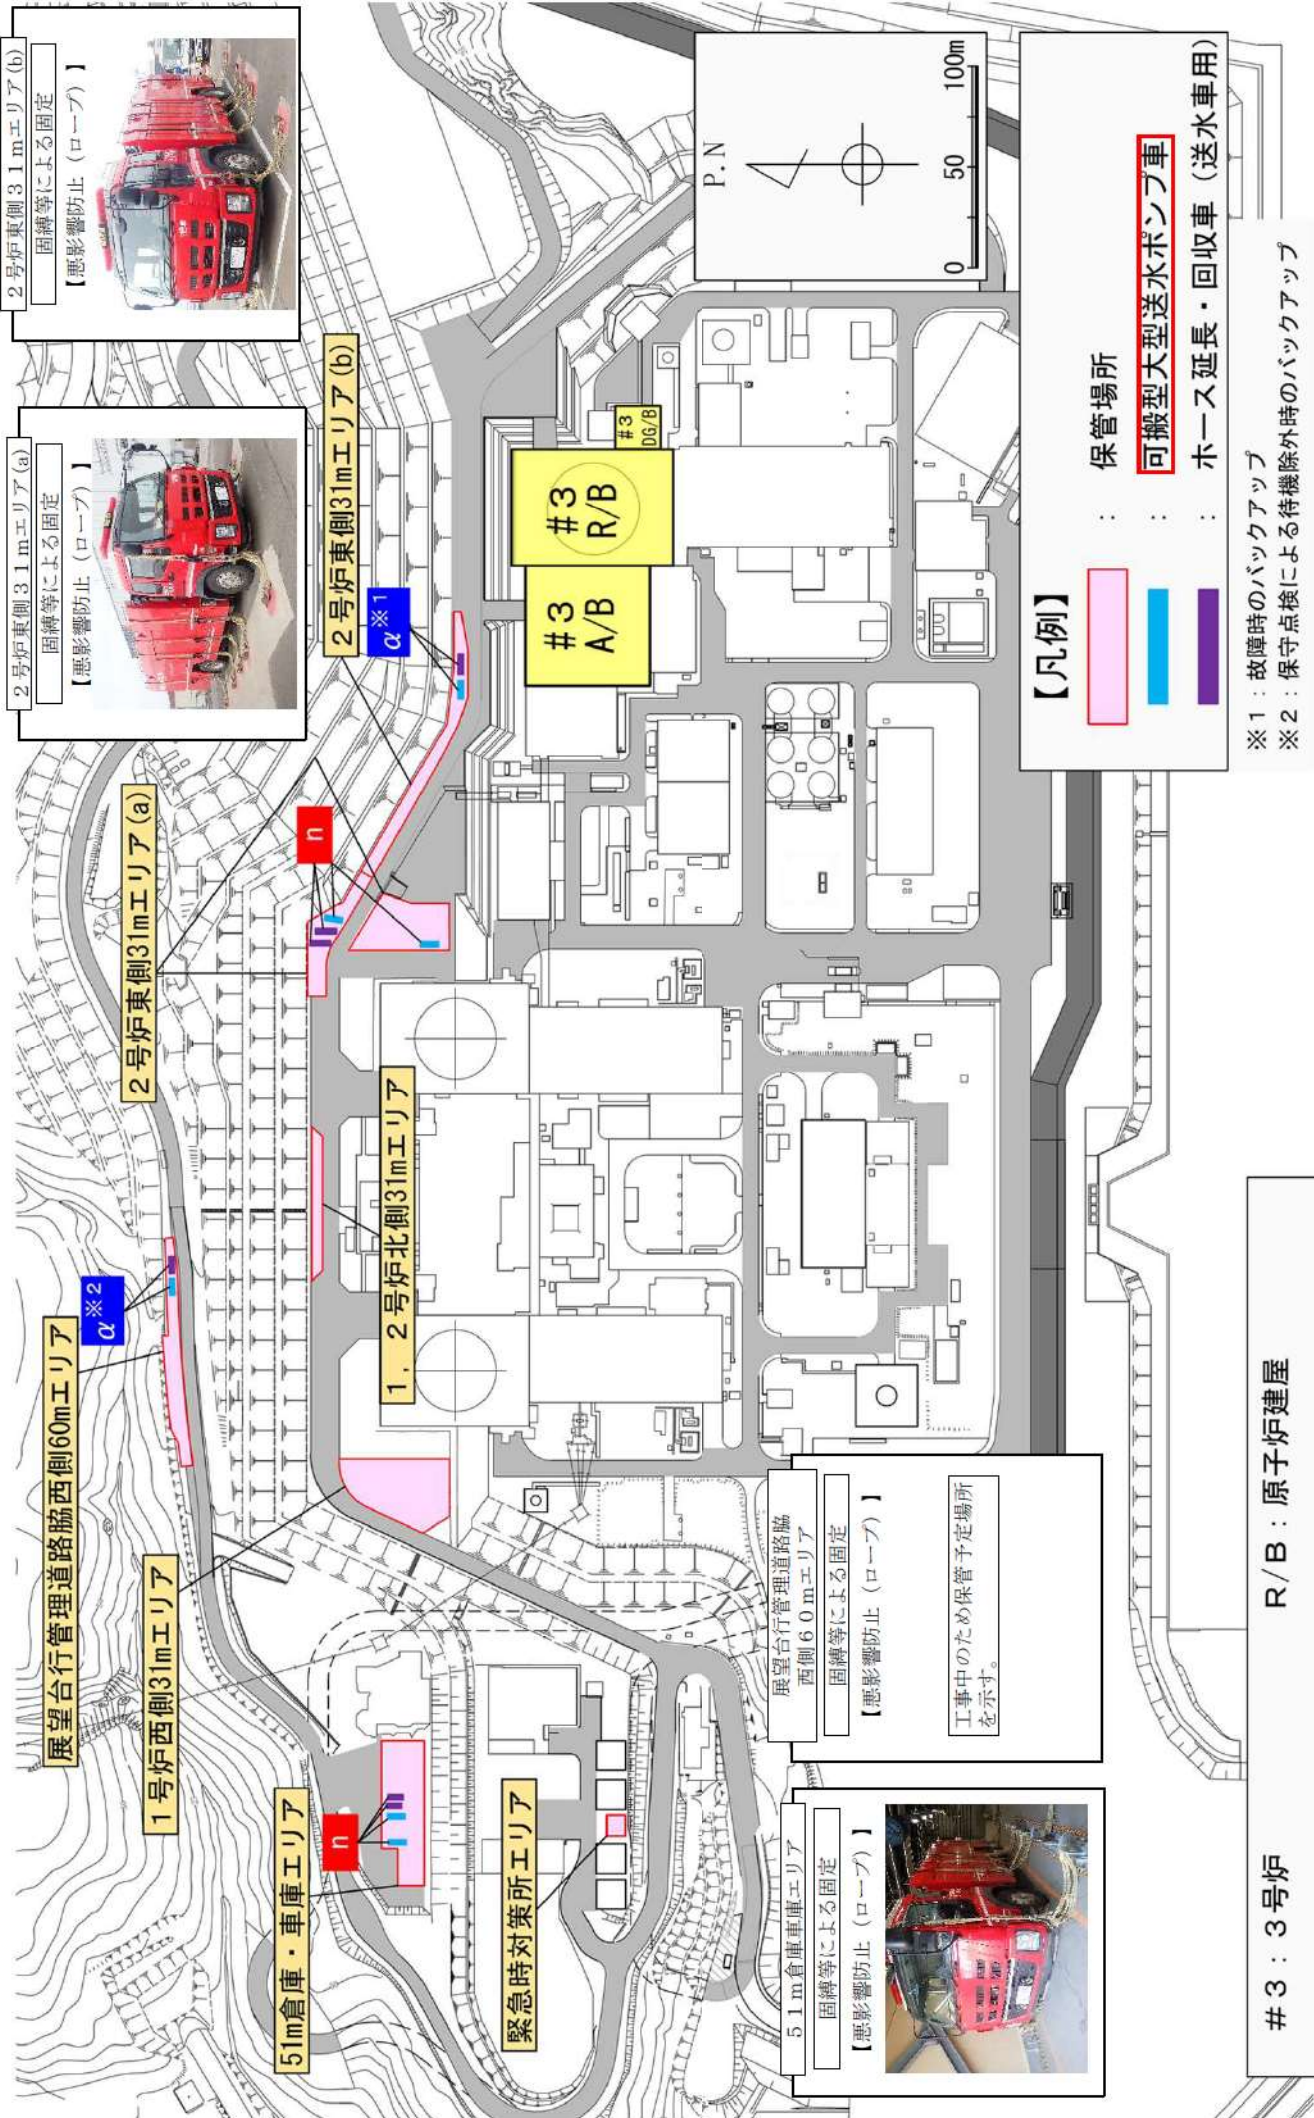 51m倉庫・車庫エリア
n
緊急時対策所エリア
1号炉西側31mエリア
展望台行管理道路脇西側60mエリア
α※2
1，2号炉北側31mエリア
2号炉東側31mエリア(a)
n
2号炉東側31mエリア(b)
α※1
#3
A/B
#3
R/B
#3
DG/B
2号炉東側31mエリア(a)
固縛等による固定
【悪影響防止（ロープ）】
2号炉東側31mエリア(b)
固縛等による固定
【悪影響防止（ロープ）】
51m倉庫車庫エリア
固縛等による固定
【悪影響防止（ロープ）】
展望台行管理道路脇
西側60mエリア
固縛等による固定
【悪影響防止（ロープ）】
工事中のため保管予定場所
を示す。
P.N
0 50 100m
【凡例】
： 保管場所
： 可搬型大型送水ポンプ車
： ホース延長・回収車（送水車用）
※1：故障時のバックアップ
※2：保守点検による待機除外時のバックアップ
#3：3号炉 R/B：原子炉建屋